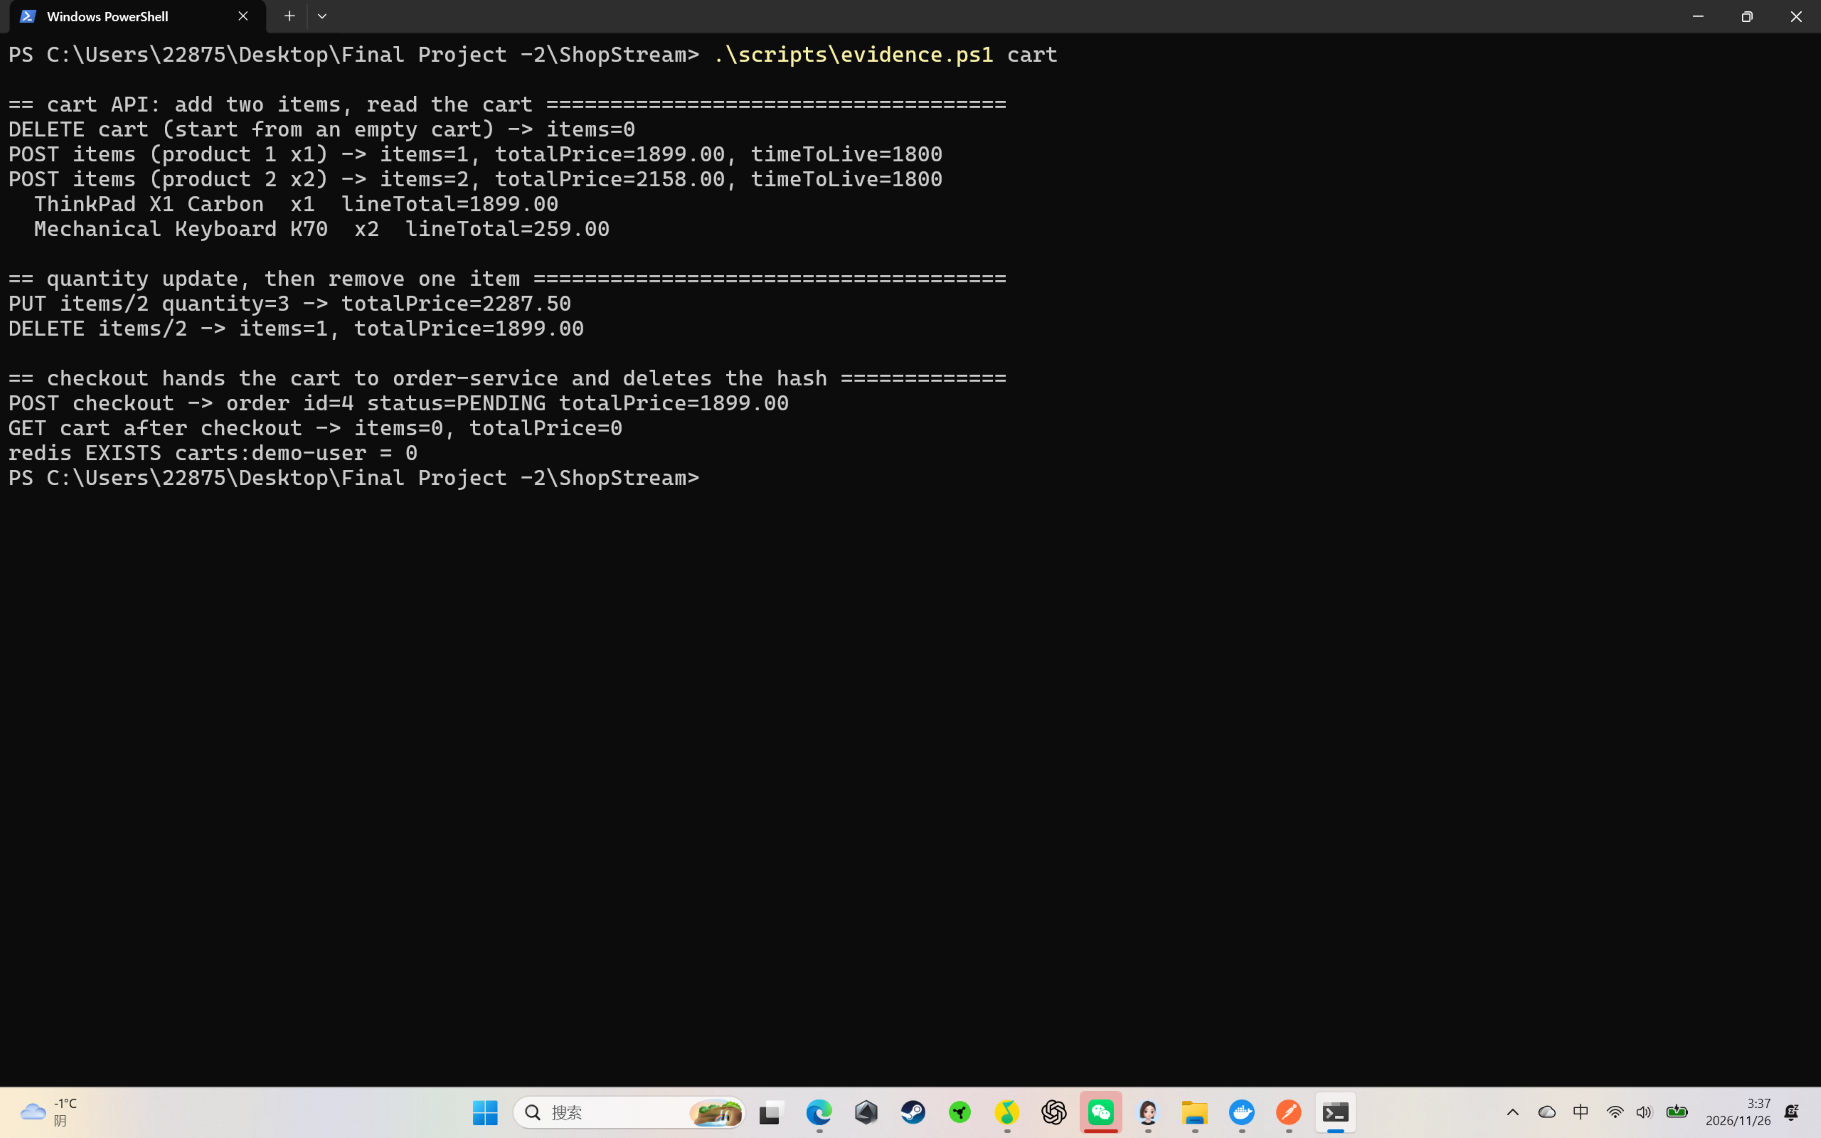 Windows PowerShell
PS C:\Users\22875\Desktop\Final Project -2\ShopStream> .\scripts\evidence.ps1 cart
== cart API: add two items, read the cart ====================================
DELETE cart (start from an empty cart) -> items=0
POST items (product 1 x1) -> items=1, totalPrice=1899.00, timeToLive=1800
POST items (product 2 x2) -> items=2, totalPrice=2158.00, timeToLive=1800
ThinkPad X1 Carbon  x1  lineTotal=1899.00
Mechanical Keyboard K70  x2  lineTotal=259.00
== quantity update, then remove one item =====================================
PUT items/2 quantity=3 -> totalPrice=2287.50
DELETE items/2 -> items=1, totalPrice=1899.00
== checkout hands the cart to order-service and deletes the hash =============
POST checkout -> order id=4 status=PENDING totalPrice=1899.00
GET cart after checkout -> items=0, totalPrice=0
redis EXISTS carts:demo-user = 0
PS C:\Users\22875\Desktop\Final Project -2\ShopStream>
-1°C
阴
搜索
中
3:37
2026/11/26